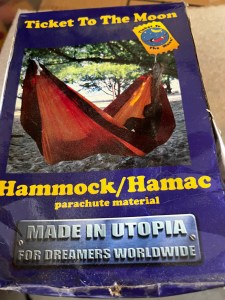 Ticket To The Moon
Hammock/Hamac
parachute material
MADE IN UTOPIA
FOR DREAMERS WORLDWIDE